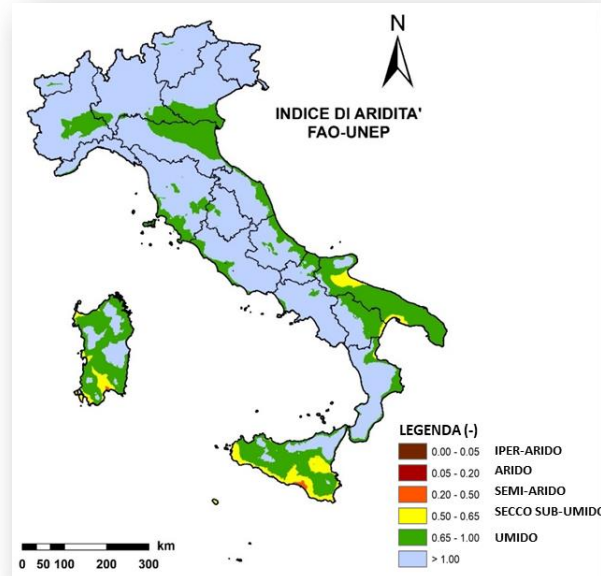 N
INDICE DI ARIDITA'
FAO-UNEP
LEGENDA (-)
0.00 - 0.05 IPER-ARIDO
0.05 - 0.20 ARIDO
0.20 - 0.50 SEMI-ARIDO
0.50 - 0.65 SECCO SUB-UMIDO
0.65 - 1.00 UMIDO
> 1.00
km
0 50 100 200 300